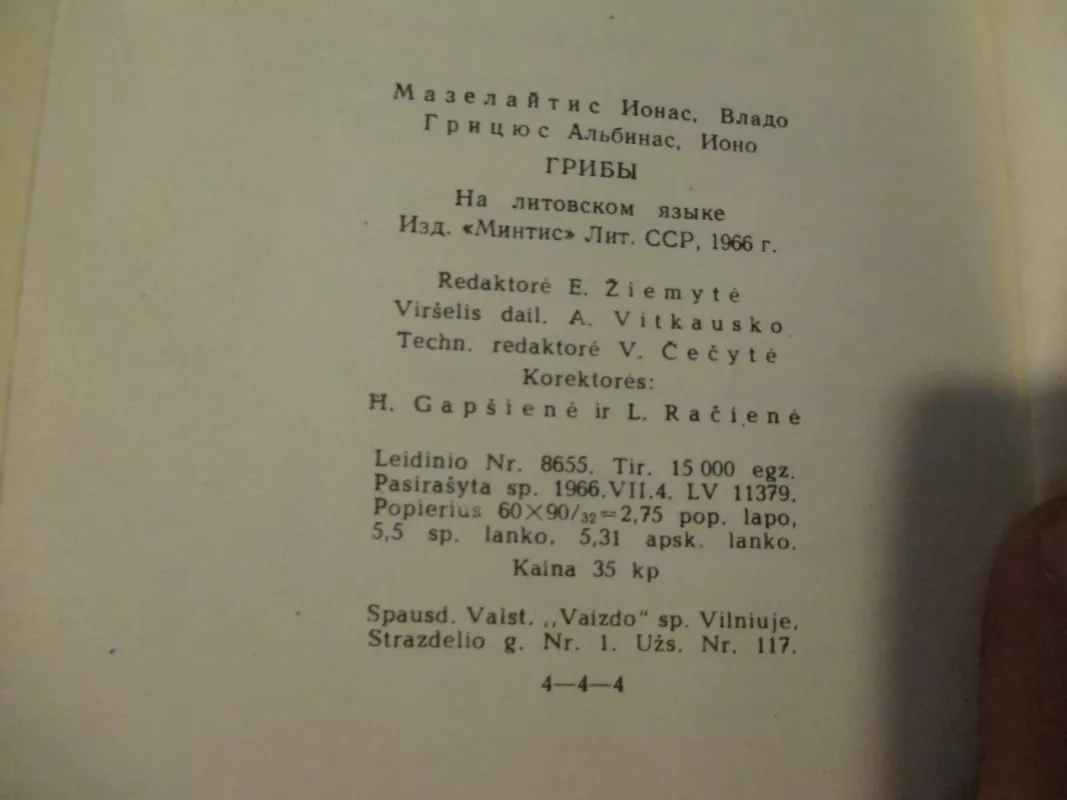 Мазелайтис Ионас, Владо
Грицюс Альбинас, Ионо
ГРИБЫ
На литовском языке
Изд. «Минтис» Лит. ССР, 1966 г.
Redaktorė E. Žiemytė
Viršelis dail. A. Vitkausko
Techn. redaktorė V. Čečytė
Korektorės:
H. Gapšienė ir L. Račienė
Leidinio Nr. 8655. Tir. 15 000 egz.
Pasirašyta sp. 1966.VII.4. LV 11379.
Popierius 60×90/32=2,75 pop. lapo,
5,5 sp. lanko, 5,31 apsk. lanko.
Kaina 35 kp
Spausd. Valst. „Vaizdo" sp. Vilniuje,
Strazdelio g. Nr. 1. Užs. Nr. 117.
4—4—4